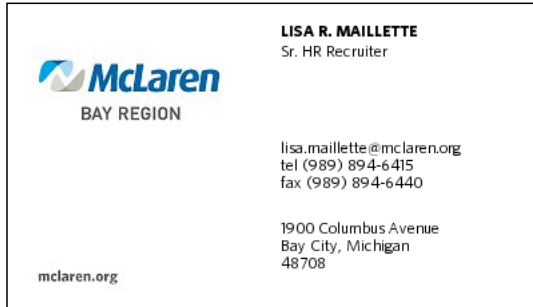 McLaren
BAY REGION
mclaren.org
LISA R. MAILLETTE
Sr. HR Recruiter
lisa.maillette@mclaren.org
tel (989) 894-6415
fax (989) 894-6440
1900 Columbus Avenue
Bay City, Michigan
48708